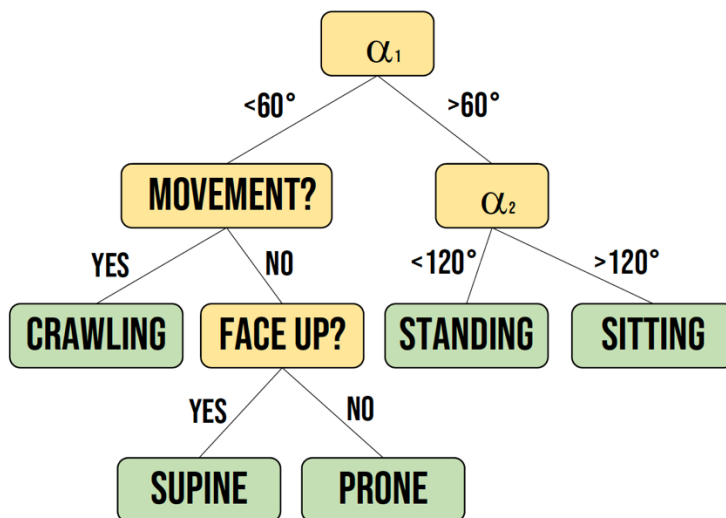 α₁
<60°
>60°
MOVEMENT?
α₂
YES
NO
<120°
>120°
CRAWLING
FACE UP?
STANDING
SITTING
YES
NO
SUPINE
PRONE